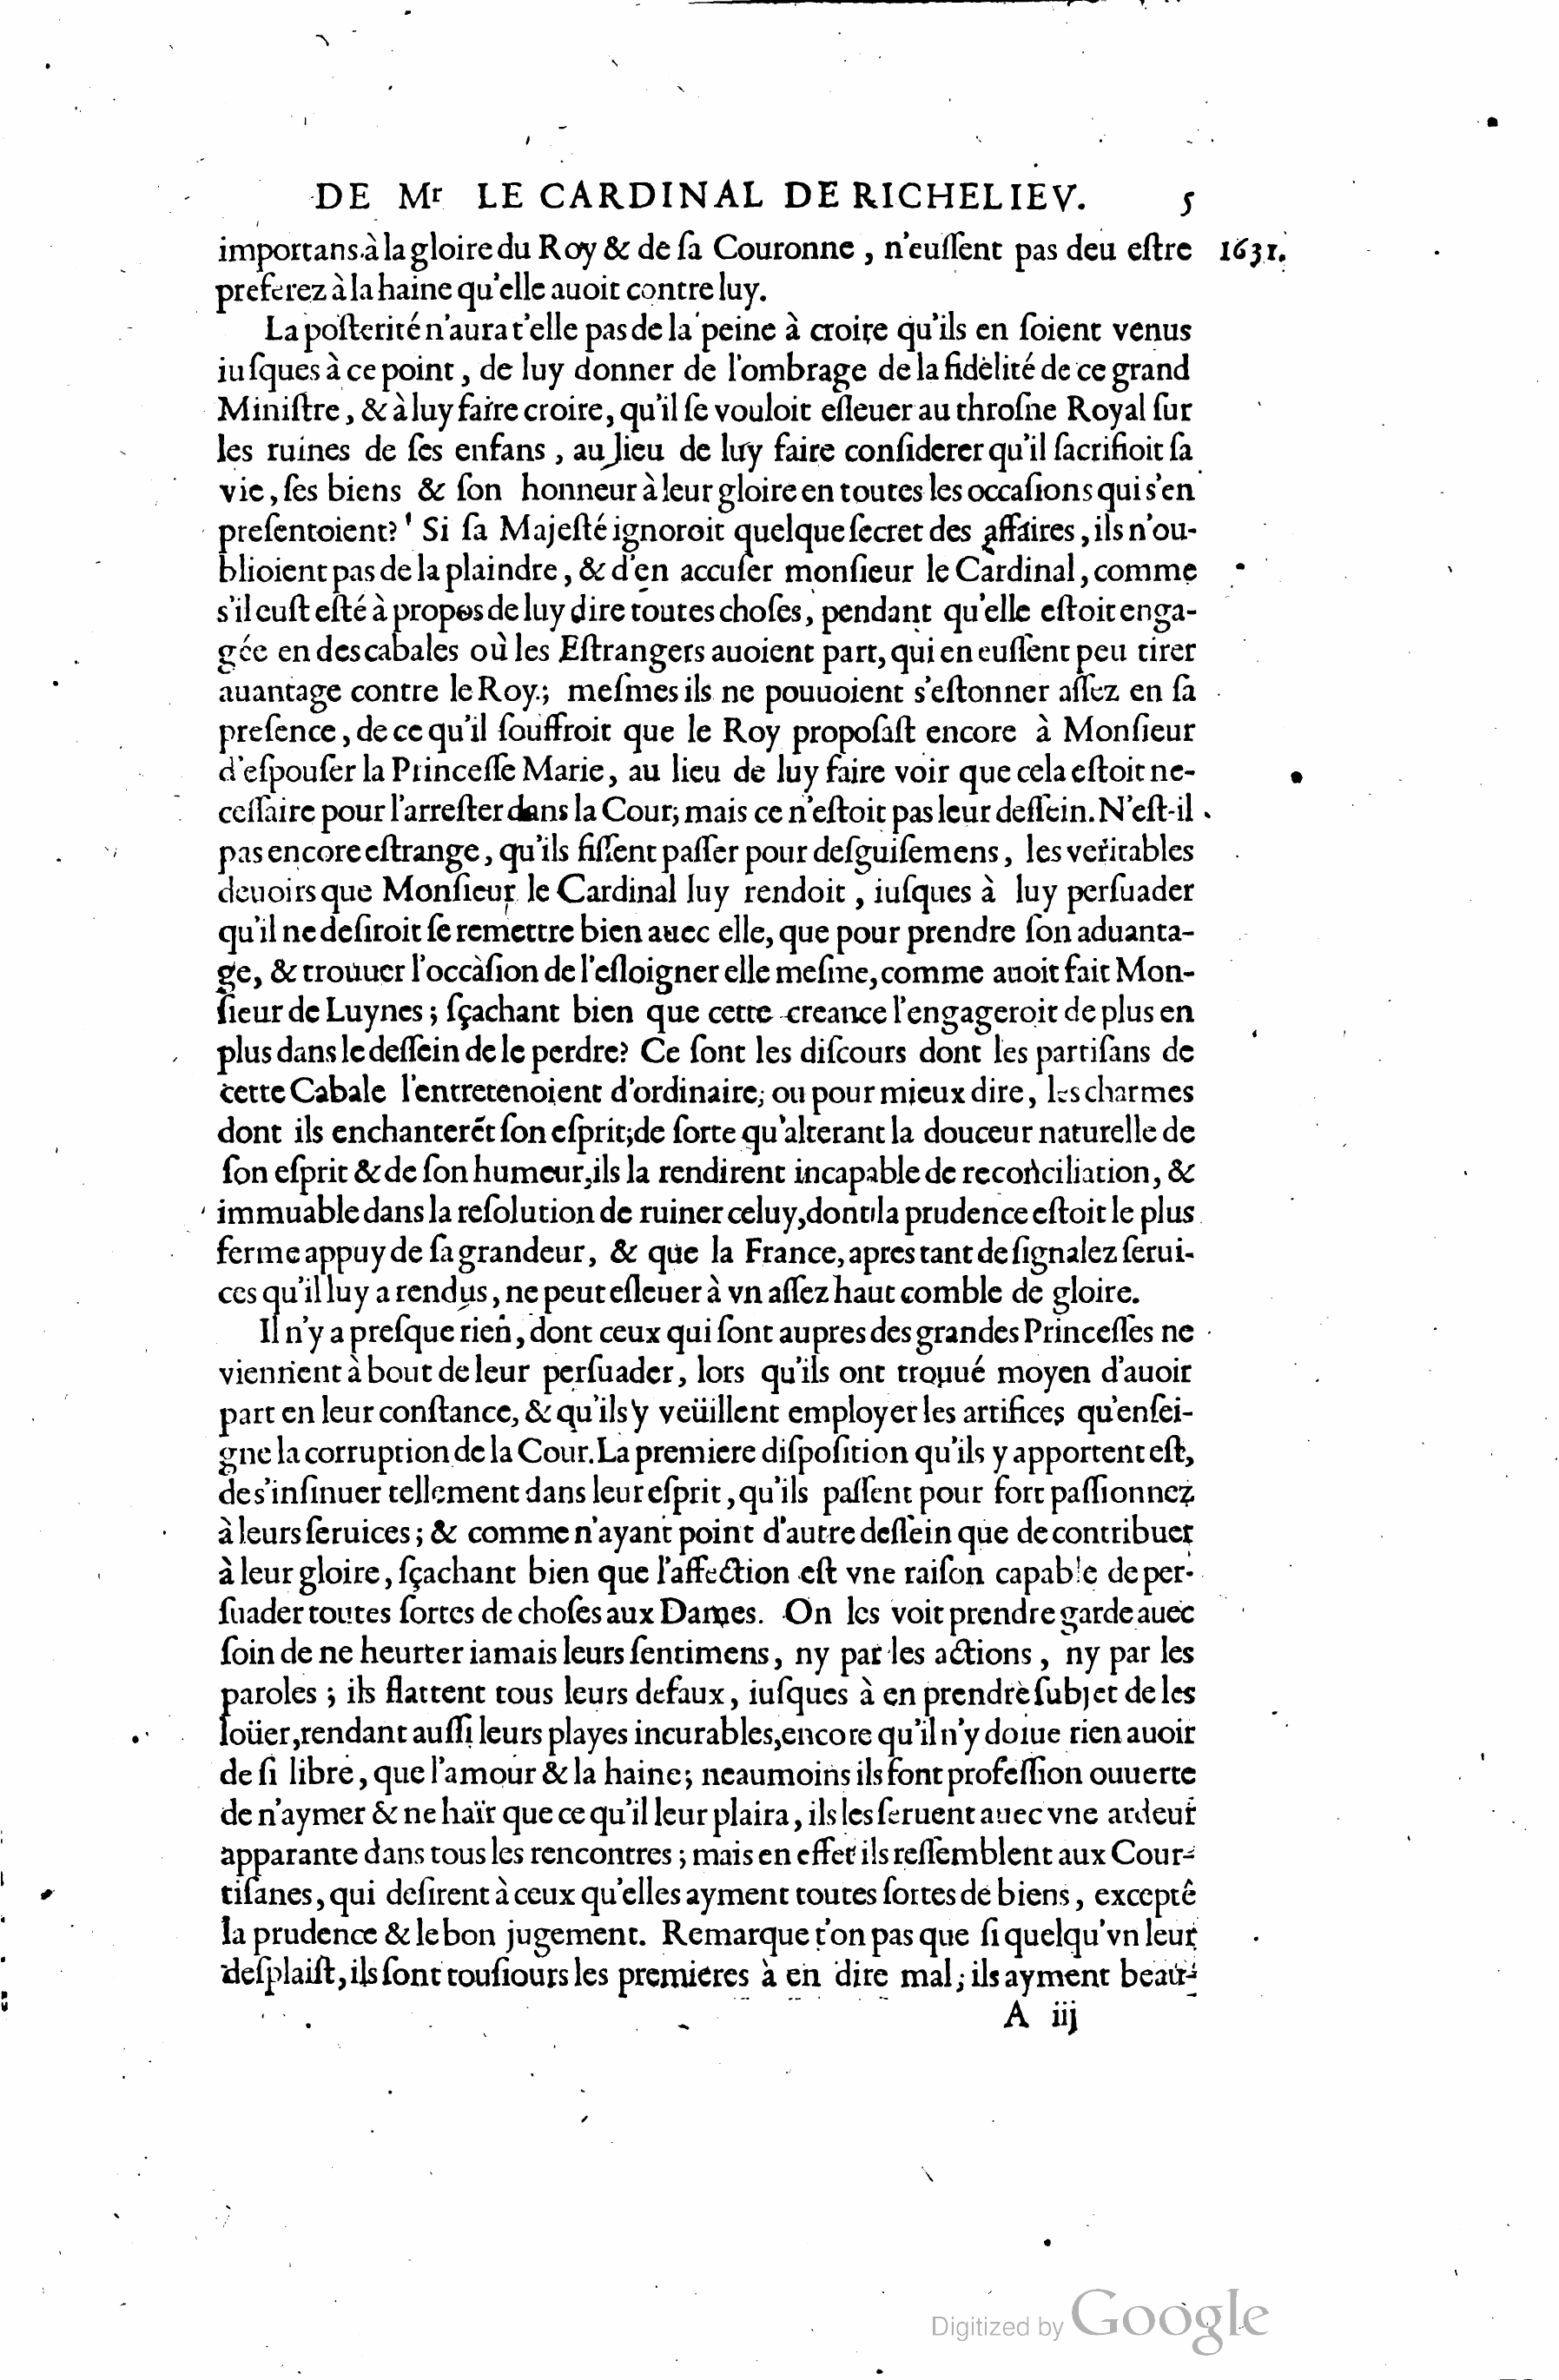 DE Mr LE CARDINAL DE RICHELIEV. 5
importans à la gloire du Roy & de ſa Couronne, n'euſſent pas deu eſtre 1631.
preferez à la haine qu'elle auoit contre luy.
La poſterité n'aura t'elle pas de la peine à croire qu'ils en ſoient venus
iuſques à ce point, de luy donner de l'ombrage de la fidèlité de ce grand
Miniſtre, & à luy faire croire, qu'il ſe vouloit eſleuer au throſne Royal ſur
les ruines de ſes enfans, au lieu de luy faire conſiderer qu'il ſacrifioit ſa
vie, ſes biens & ſon honneur à leur gloire en toutes les occaſions qui s'en
preſentoient? Si ſa Majeſté ignoroit quelque ſecret des affaires, ils n'ou-
blioient pas de la plaindre, & d'en accuſer monſieur le Cardinal, comme
s'il euſt eſté à propos de luy dire toutes choſes, pendant qu'elle eſtoit enga-
gée en des cabales où les Eſtrangers auoient part, qui en euſſent peu tirer
auantage contre le Roy; meſmes ils ne pouuoient s'eſtonner aſſez en ſa
preſence, de ce qu'il ſouffroit que le Roy propoſaſt encore à Monſieur
d'eſpouſer la Princeſſe Marie, au lieu de luy faire voir que cela eſtoit ne-
ceſſaire pour l'arreſter dans la Cour; mais ce n'eſtoit pas leur deſſein. N'eſt-il
pas encore eſtrange, qu'ils fiſſent paſſer pour deſguiſemens, les veritables
deuoirs que Monſieur le Cardinal luy rendoit, iuſques à luy perſuader
qu'il ne deſiroit ſe remettre bien auec elle, que pour prendre ſon aduanta-
ge, & trouuer l'occàſion de l'eſloigner elle meſme, comme auoit fait Mon-
ſieur de Luynes; ſçachant bien que cette creance l'engageroit de plus en
plus dans le deſſein de le perdre? Ce ſont les diſcours dont les partiſans de
cette Cabale l'entretenoient d'ordinaire; ou pour mieux dire, les charmes
dont ils enchanterẽt ſon eſprit; de ſorte qu'alterant la douceur naturelle de
ſon eſprit & de ſon humeur, ils la rendirent incapable de reconciliation, &
immuable dans la reſolution de ruiner celuy, dont la prudence eſtoit le plus
ferme appuy de ſa grandeur, & que la France, apres tant de ſignalez ſerui-
ces qu'il luy a rendus, ne peut eſleuer à vn aſſez haut comble de gloire.
Il n'y a preſque rien, dont ceux qui ſont aupres des grandes Princeſſes ne
viennent à bout de leur perſuader, lors qu'ils ont trouué moyen d'auoir
part en leur conſtance, & qu'ils y veüillent employer les artifices qu'enſei-
gne la corruption de la Cour. La premiere diſpoſition qu'ils y apportent eſt,
de s'inſinuer tellement dans leur eſprit, qu'ils paſſent pour fort paſſionnez
à leurs ſeruices; & comme n'ayant point d'autre deſſein que de contribuer
à leur gloire, ſçachant bien que l'affection eſt vne raiſon capable de per-
ſuader toutes ſortes de choſes aux Dames. On les voit prendre garde auec
ſoin de ne heurter iamais leurs ſentimens, ny par les actions, ny par les
paroles; ils flattent tous leurs defaux, iuſques à en prendre ſubjet de les
loüer, rendant auſſi leurs playes incurables, encore qu'il n'y doiue rien auoir
de ſi libre, que l'amour & la haine; neaumoins ils font profeſſion ouuerte
de n'aymer & ne haïr que ce qu'il leur plaira, ils les ſeruent auec vne ardeur
apparante dans tous les rencontres; mais en effet ils reſſemblent aux Cour-
tiſanes, qui deſirent à ceux qu'elles ayment toutes ſortes de biens, exceptê
la prudence & le bon jugement. Remarque t'on pas que ſi quelqu'vn leur
deſplaiſt, ils ſont touſiours les premieres à en dire mal; ils ayment beau-
A iij
Digitized by Google